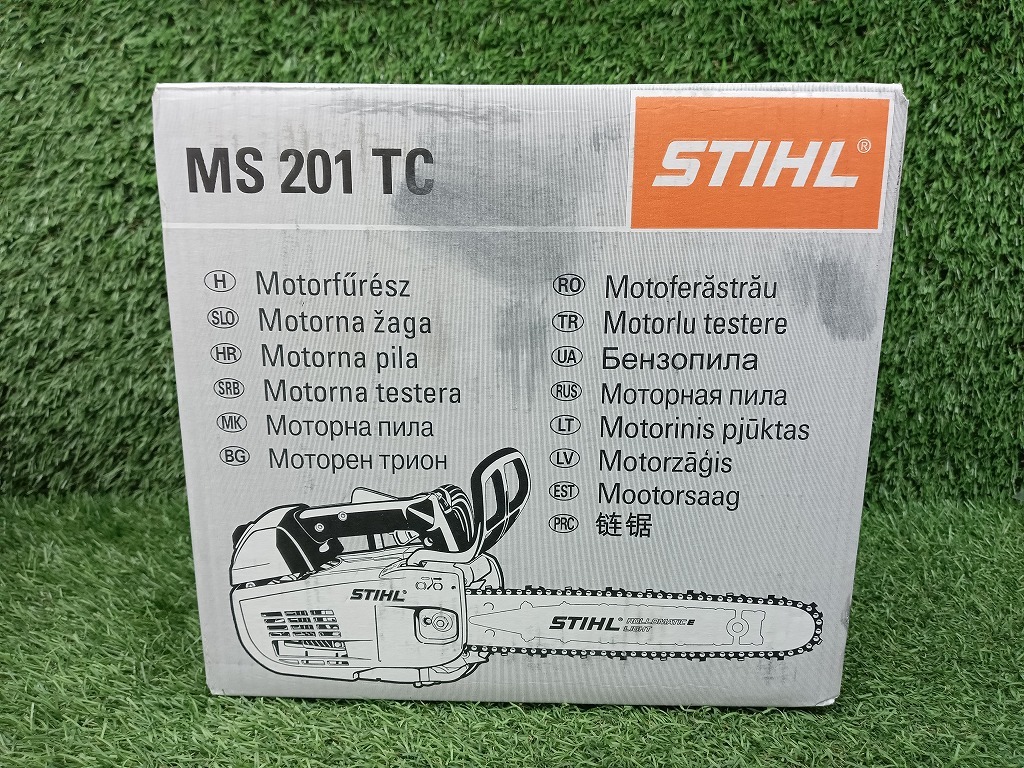 MS 201 TC
STIHL®
H Motorfűrész
SLO Motorna žaga
HR Motorna pila
SRB Motorna testera
MK Моторна пила
BG Моторен трион
RO Motoferăstrău
TR Motorlu testere
UA Бензопила
RUS Моторная пила
LT Motorinis pjūktas
LV Motorzāģis
EST Mootorsaag
PRC 链锯
STIHL®
STIHL® ROLLOMATIC E
LIGHT